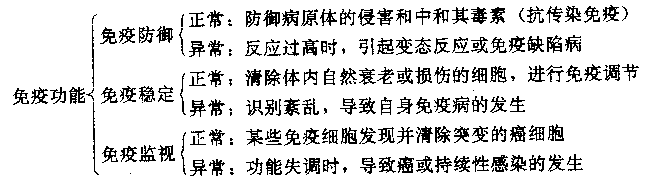 正常：防御病原体的侵害和中和其毒素（抗传染免疫）
免疫防御
异常：反应过高时，引起变态反应或免疫缺陷病
正常：清除体内自然衰老或损伤的细胞，进行免疫调节
免疫功能 免疫稳定
异常：识别紊乱，导致自身免疫病的发生
正常：某些免疫细胞发现并清除突变的癌细胞
免疫监视
异常：功能失调时，导致癌或持续性感染的发生